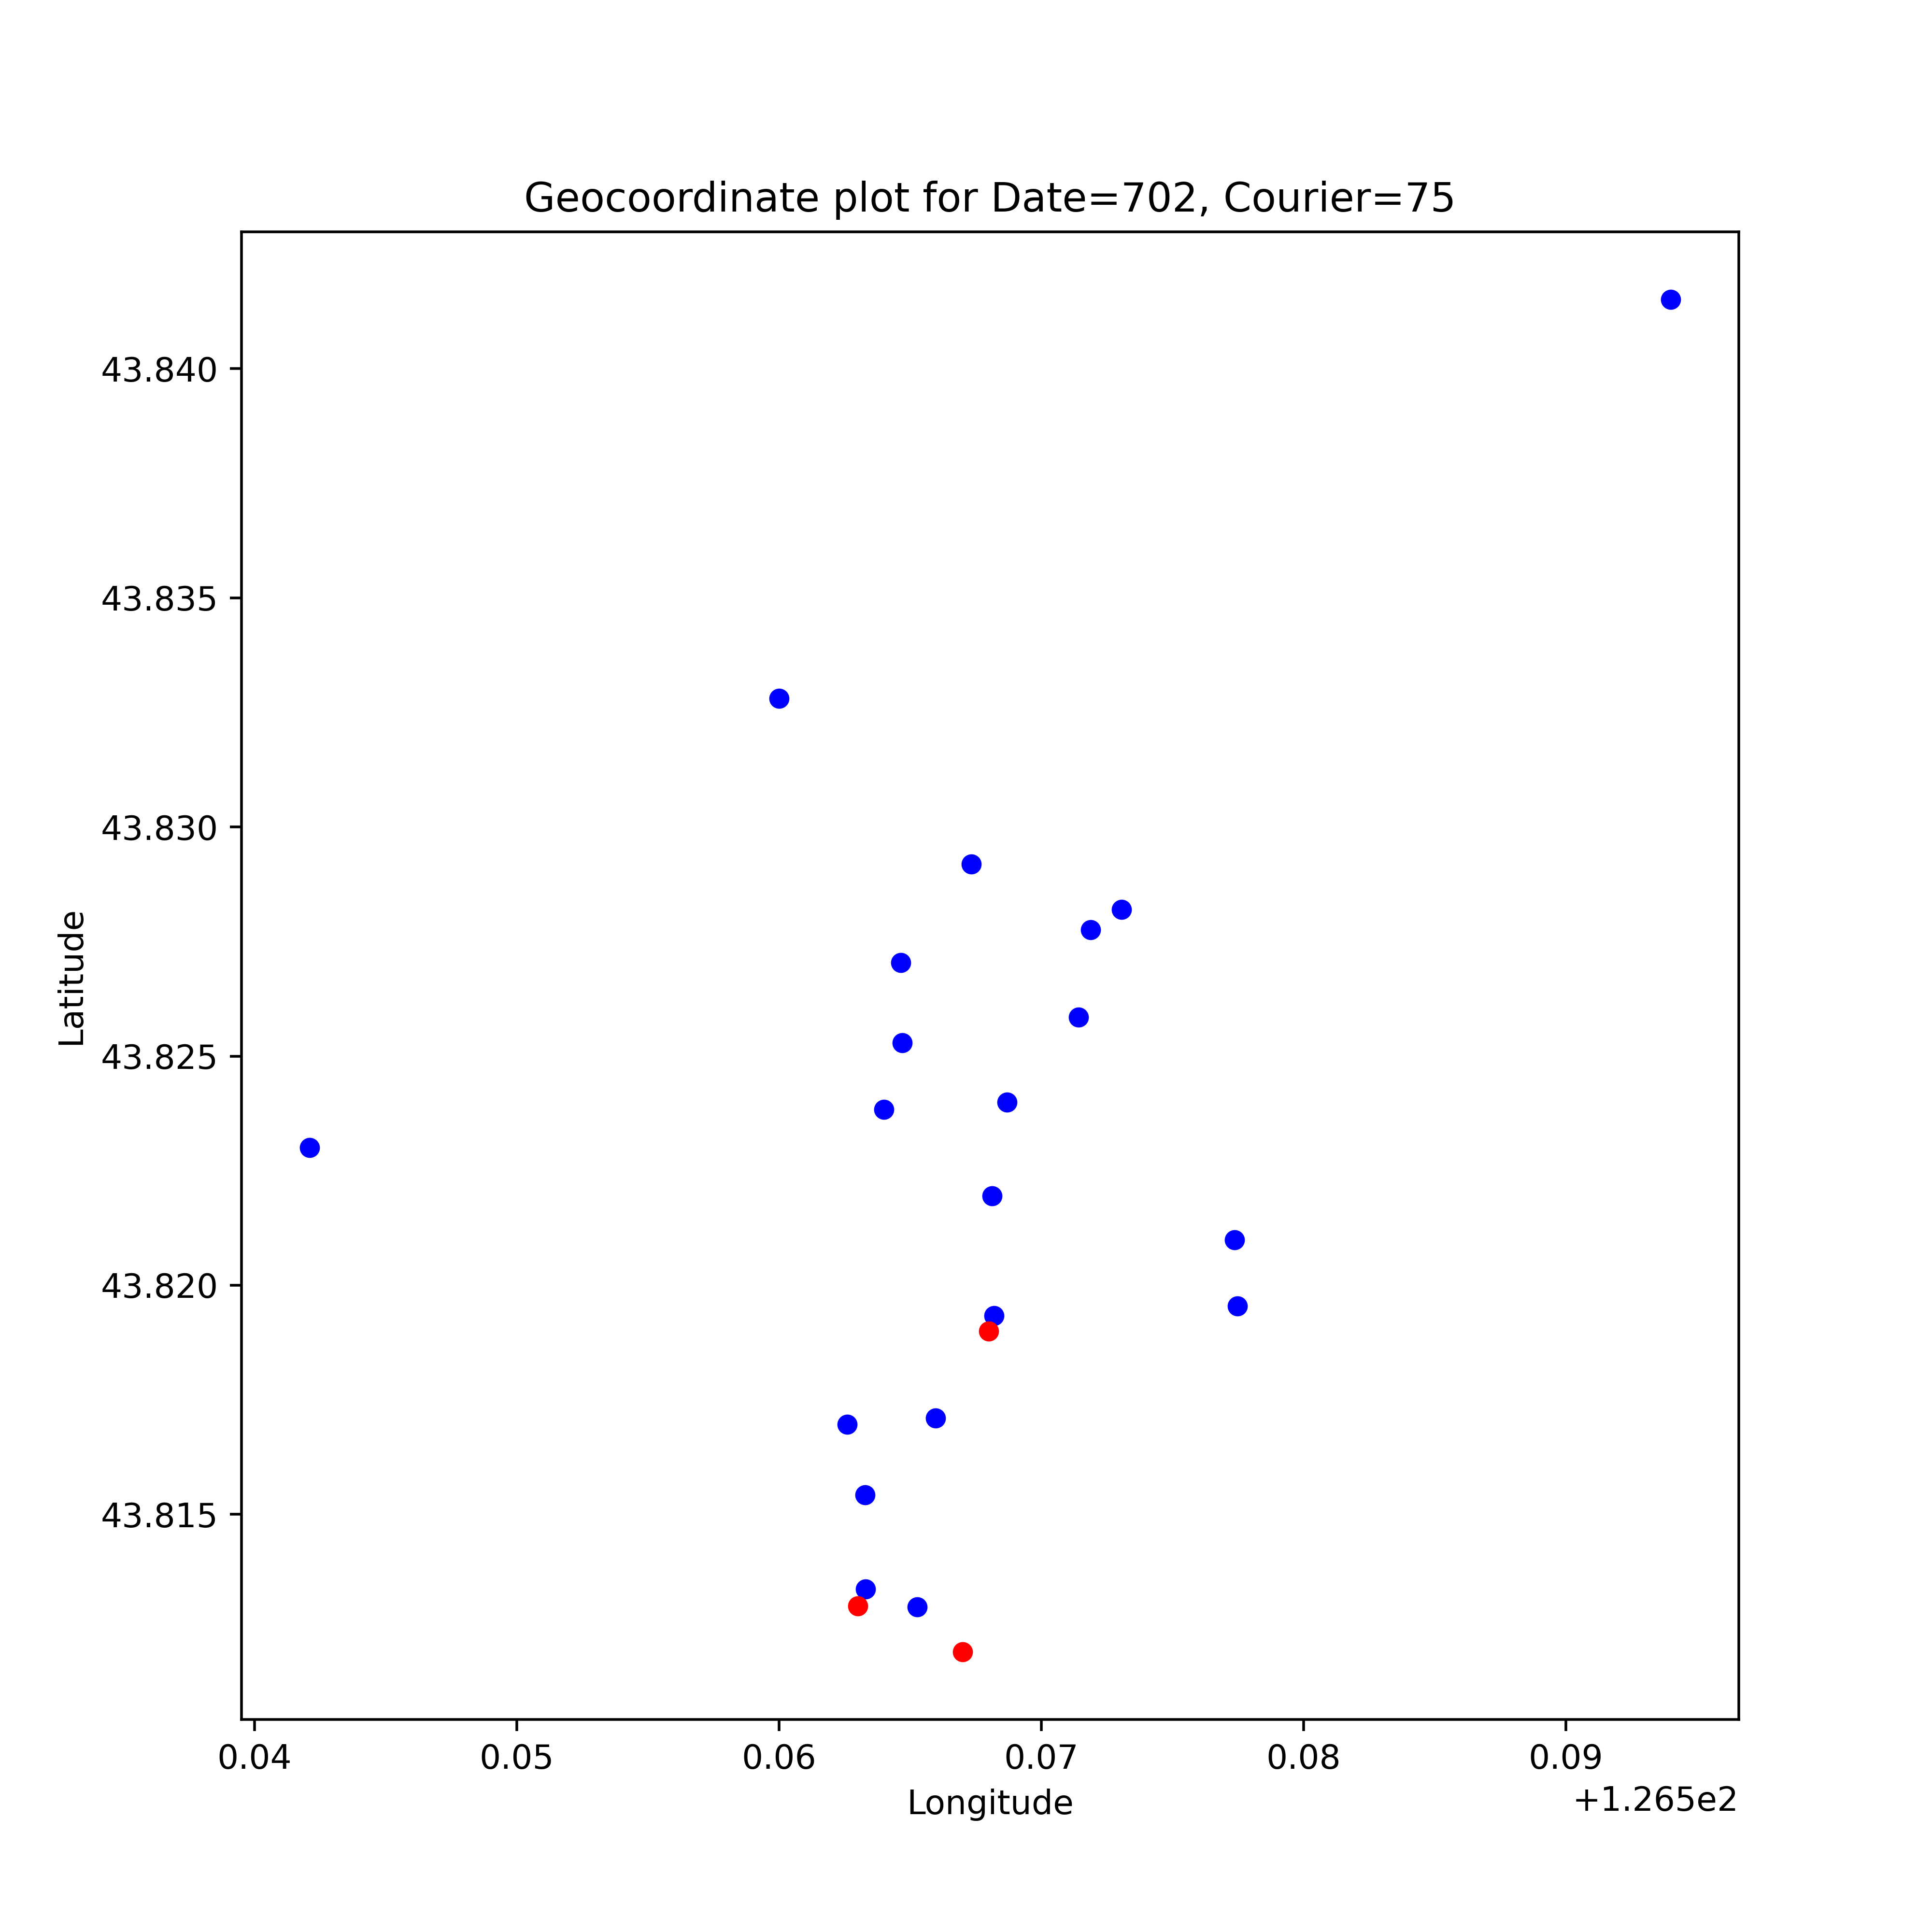 Geocoordinate plot for Date=702, Courier=75
43.840
43.835
43.830
43.825
43.820
43.815
Latitude
0.04 0.05 0.06 0.07 0.08 0.09
Longitude
+1.265e2